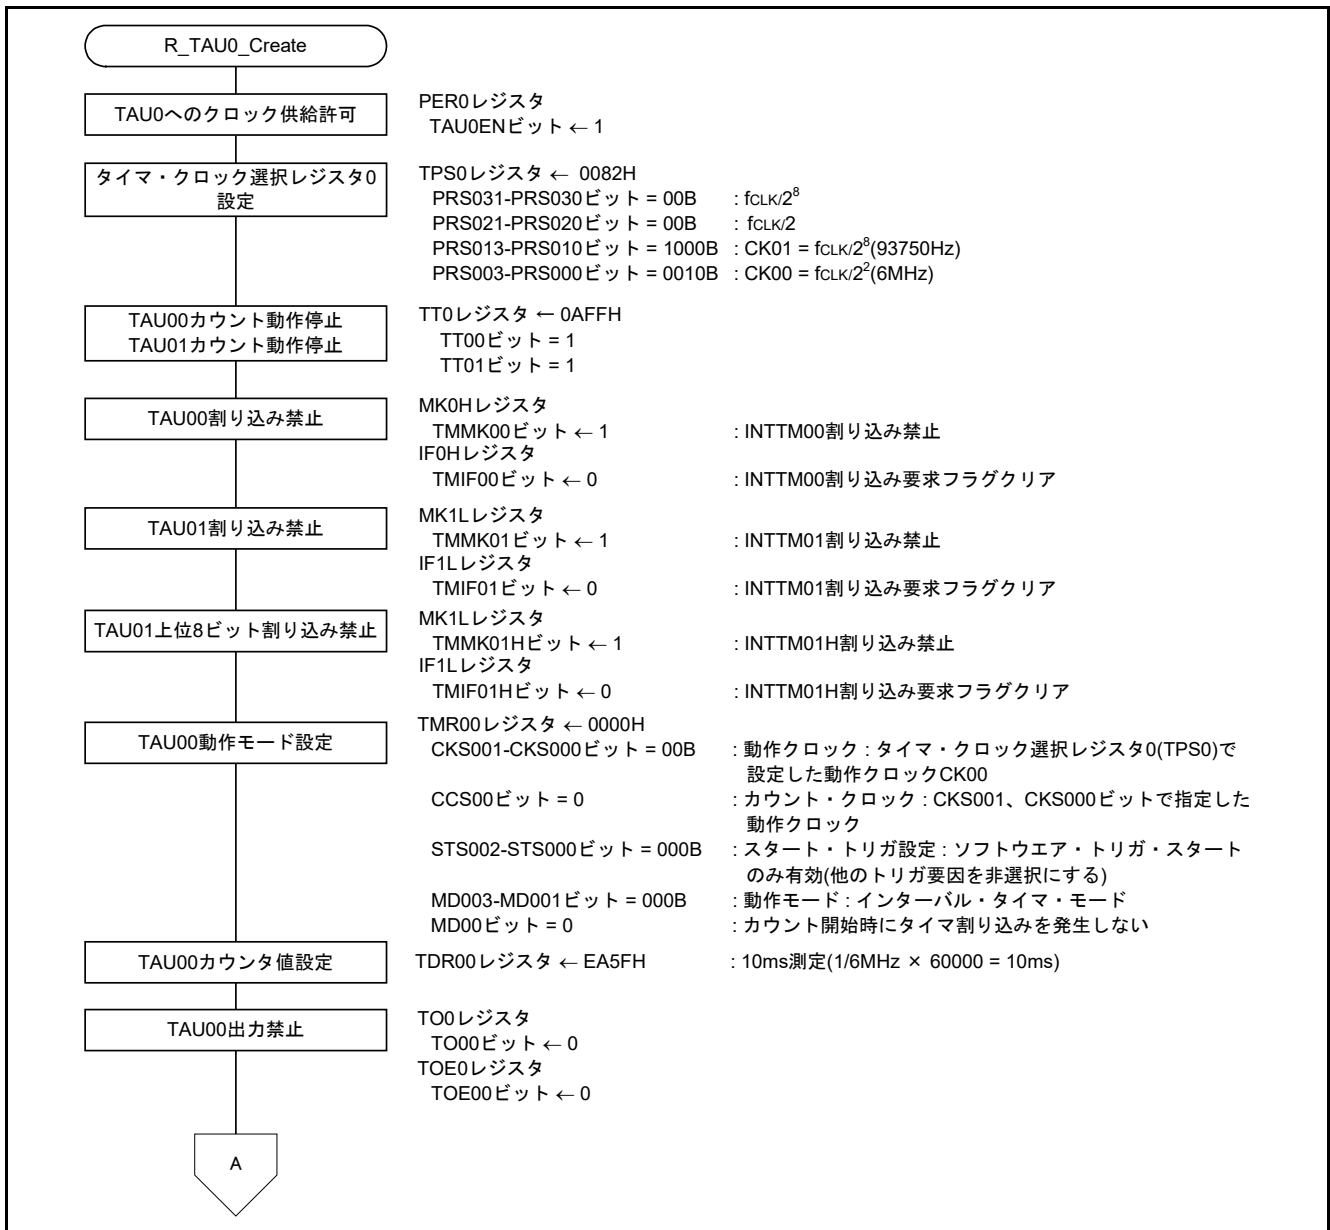 R_TAU0_Create
TAU0へのクロック供給許可
PER0レジスタ
TAU0ENビット ← 1
タイマ・クロック選択レジスタ0
設定
TPS0レジスタ ← 0082H
PRS031-PRS030ビット = 00B : fCLK/2⁸
PRS021-PRS020ビット = 00B : fCLK/2
PRS013-PRS010ビット = 1000B : CK01 = fCLK/2⁸(93750Hz)
PRS003-PRS000ビット = 0010B : CK00 = fCLK/2²(6MHz)
TAU00カウント動作停止
TAU01カウント動作停止
TT0レジスタ ← 0AFFH
TT00ビット = 1
TT01ビット = 1
TAU00割り込み禁止
MK0Hレジスタ
TMMK00ビット ← 1 : INTTM00割り込み禁止
IF0Hレジスタ
TMIF00ビット ← 0 : INTTM00割り込み要求フラグクリア
TAU01割り込み禁止
MK1Lレジスタ
TMMK01ビット ← 1 : INTTM01割り込み禁止
IF1Lレジスタ
TMIF01ビット ← 0 : INTTM01割り込み要求フラグクリア
TAU01上位8ビット割り込み禁止
MK1Lレジスタ
TMMK01Hビット ← 1 : INTTM01H割り込み禁止
IF1Lレジスタ
TMIF01Hビット ← 0 : INTTM01H割り込み要求フラグクリア
TAU00動作モード設定
TMR00レジスタ ← 0000H
CKS001-CKS000ビット = 00B : 動作クロック : タイマ・クロック選択レジスタ0(TPS0)で
設定した動作クロックCK00
CCS00ビット = 0 : カウント・クロック : CKS001、CKS000ビットで指定した
動作クロック
STS002-STS000ビット = 000B : スタート・トリガ設定 : ソフトウエア・トリガ・スタート
のみ有効(他のトリガ要因を非選択にする)
MD003-MD001ビット = 000B : 動作モード : インターバル・タイマ・モード
MD00ビット = 0 : カウント開始時にタイマ割り込みを発生しない
TAU00カウンタ値設定
TDR00レジスタ ← EA5FH : 10ms測定(1/6MHz × 60000 = 10ms)
TAU00出力禁止
TO0レジスタ
TO00ビット ← 0
TOE0レジスタ
TOE00ビット ← 0
A